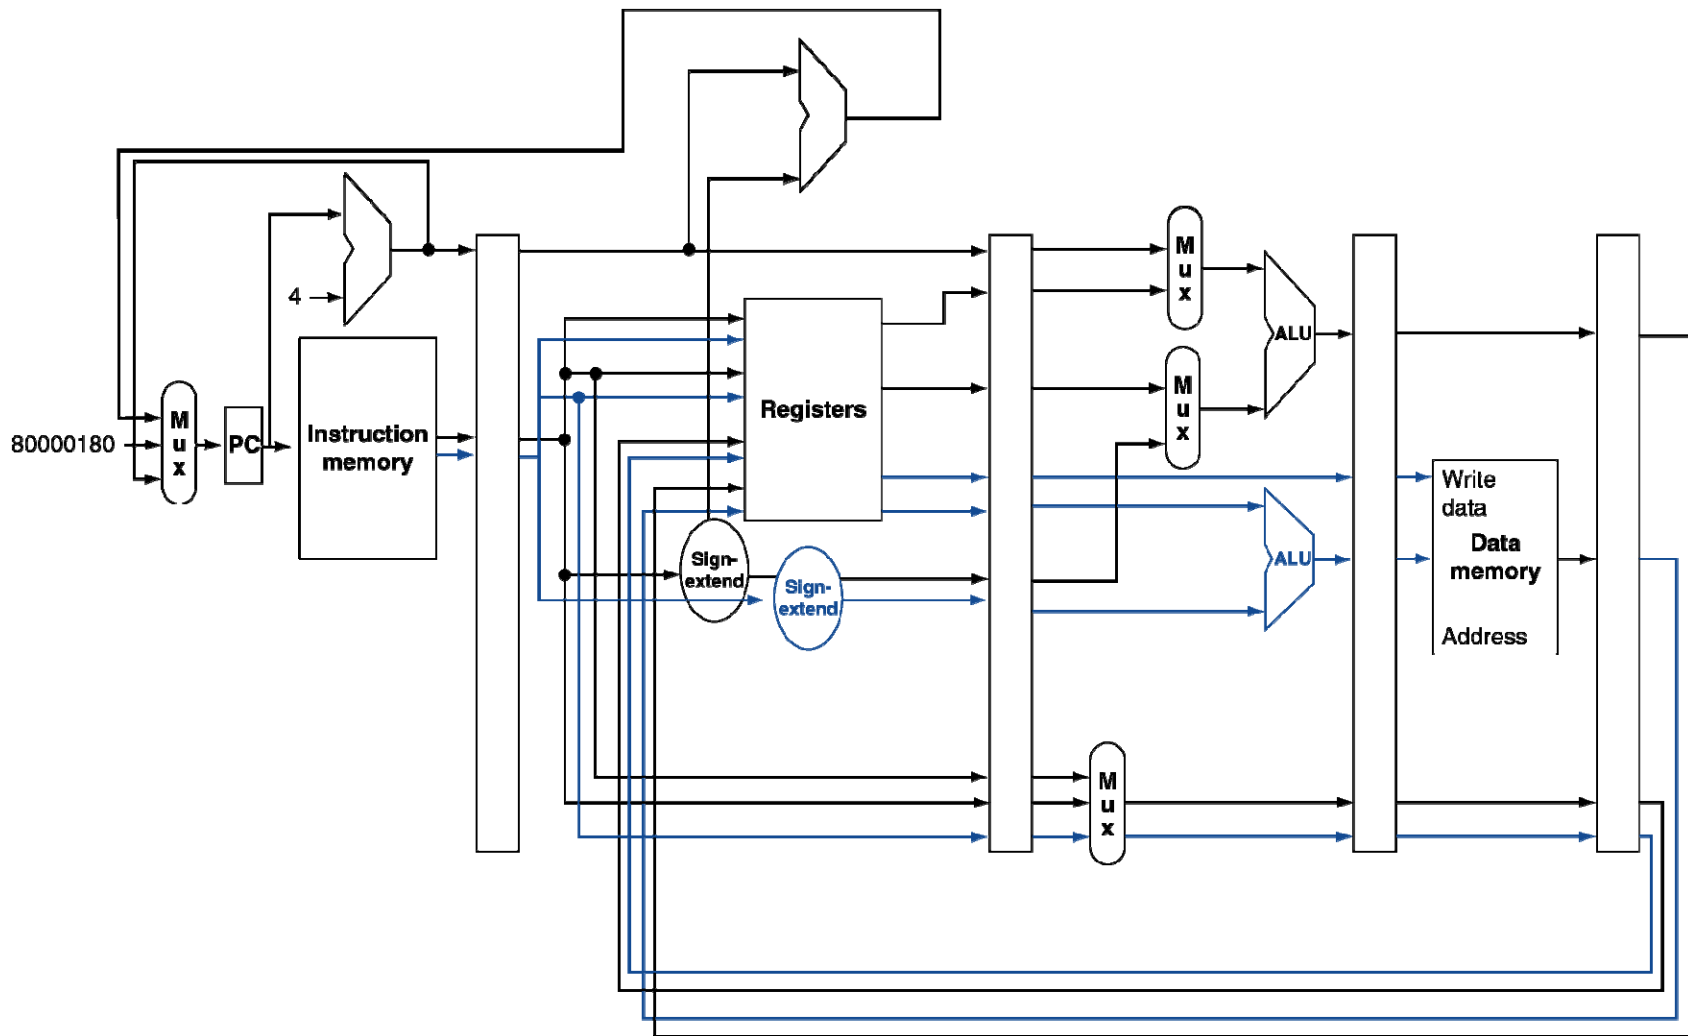 M
u
x
M
u
x
ALU
4
M
u
x
80000180
M
u
x
PC
Instruction
memory
Registers
Write
data
Data
memory
Address
Sign-
extend
Sign-
extend
ALU
M
u
x